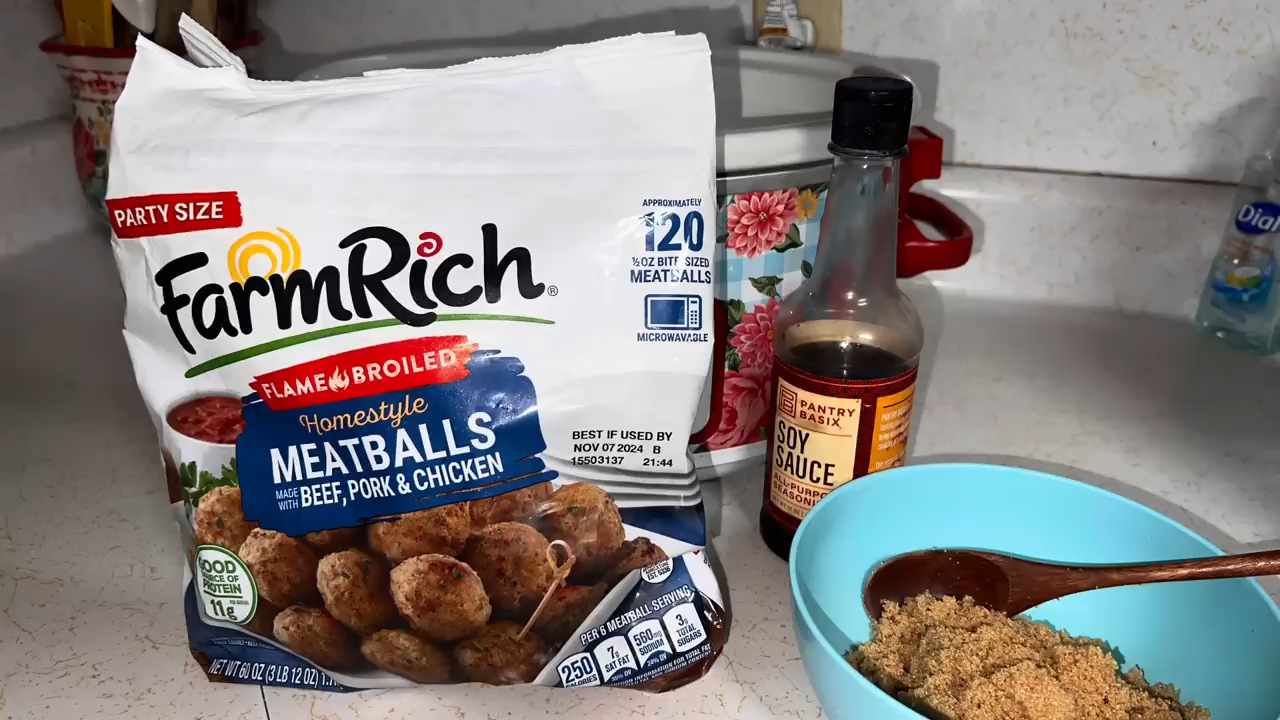 PARTY SIZE
FarmRich®
APPROXIMATELY
120
½ OZ BITE SIZED
MEATBALLS
MICROWAVABLE
FLAME BROILED
Homestyle
MEATBALLS
MADE WITH BEEF, PORK & CHICKEN
BEST IF USED BY
NOV 07 2024 B
15503137 21:44
GOOD
SOURCE OF
PROTEIN
11g
PER 6 MEATBALL SERVING
250 CALORIES
7g SAT FAT
560mg SODIUM
3g TOTAL SUGARS
NET WT 60 OZ (3 LB 12 OZ)
PANTRY
BASIX
SOY
SAUCE
ALL-PURPO
SEASON
Dial